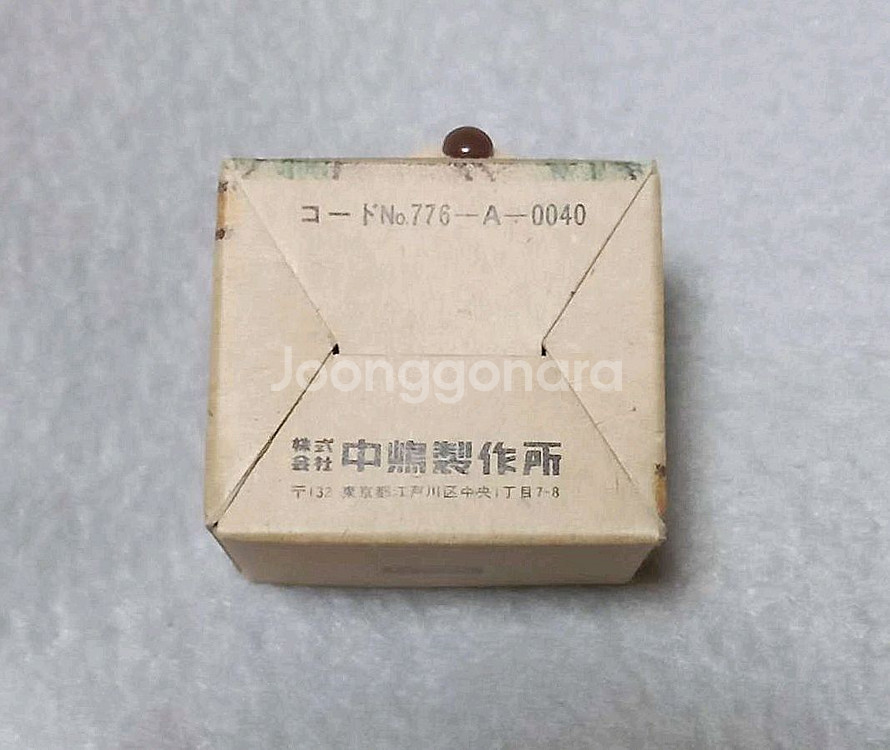 コードNo.776-A-0040
Joonggonara
株式会社 中嶋製作所
〒132 東京都江戸川区中央1丁目7-8